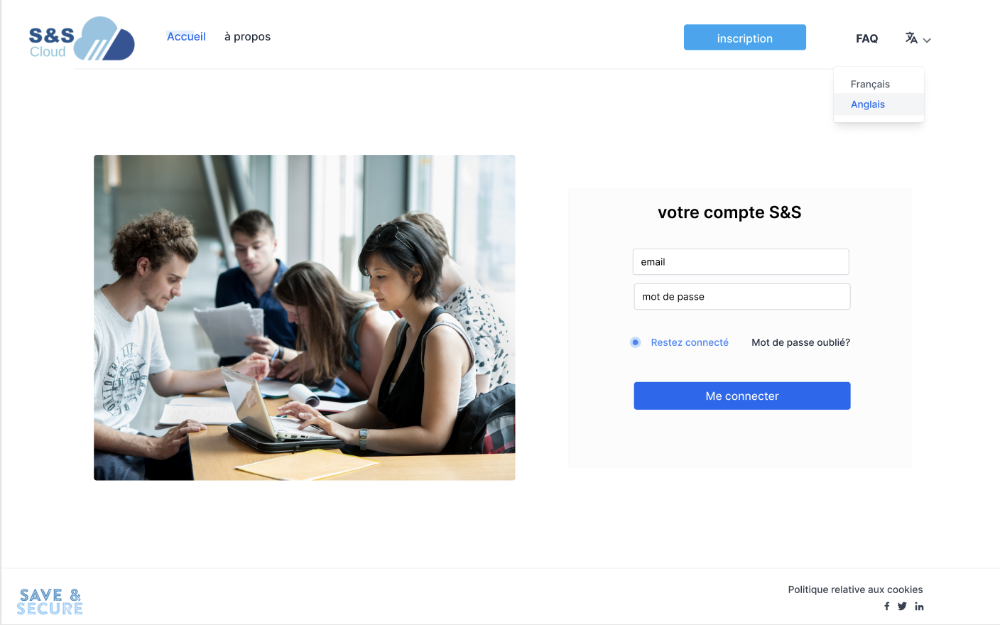 S&S
Cloud
Accueil
à propos
inscription
FAQ
Français
Anglais
votre compte S&S
email
mot de passe
Restez connecté
Mot de passe oublié?
Me connecter
SAVE &
SECURE
Politique relative aux cookies